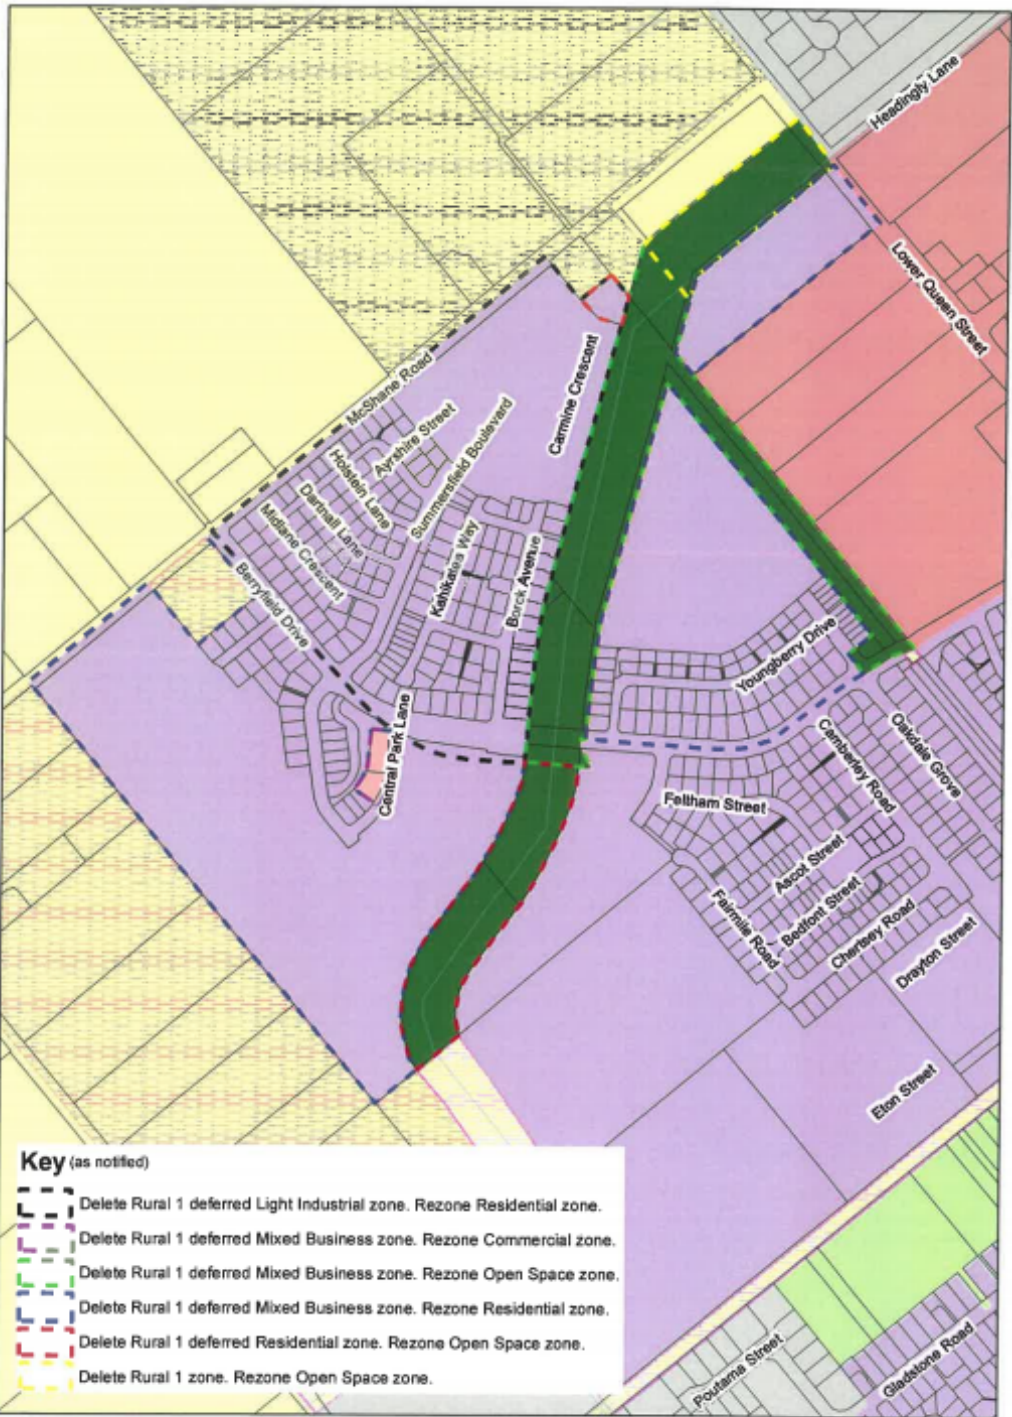 Headingly Lane
Lower Queen Street
McShane Road
Carmine Crescent
Ayrshire Street
Summersfield Boulevard
Holstein Lane
Dartnall Lane
Midlane Crescent
Kahikatea Way
Borck Avenue
Berryfield Drive
Youngberry Drive
Central Park Lane
Camberley Road
Oakdale Grove
Feltham Street
Ascot Street
Bedfont Street
Fairmile Road
Chertsey Road
Drayton Street
Eton Street
Key (as notified)
Delete Rural 1 deferred Light Industrial zone. Rezone Residential zone.
Delete Rural 1 deferred Mixed Business zone. Rezone Commercial zone.
Delete Rural 1 deferred Mixed Business zone. Rezone Open Space zone.
Delete Rural 1 deferred Mixed Business zone. Rezone Residential zone.
Delete Rural 1 deferred Residential zone. Rezone Open Space zone.
Delete Rural 1 zone. Rezone Open Space zone.
Poutama Street
Gladstone Road